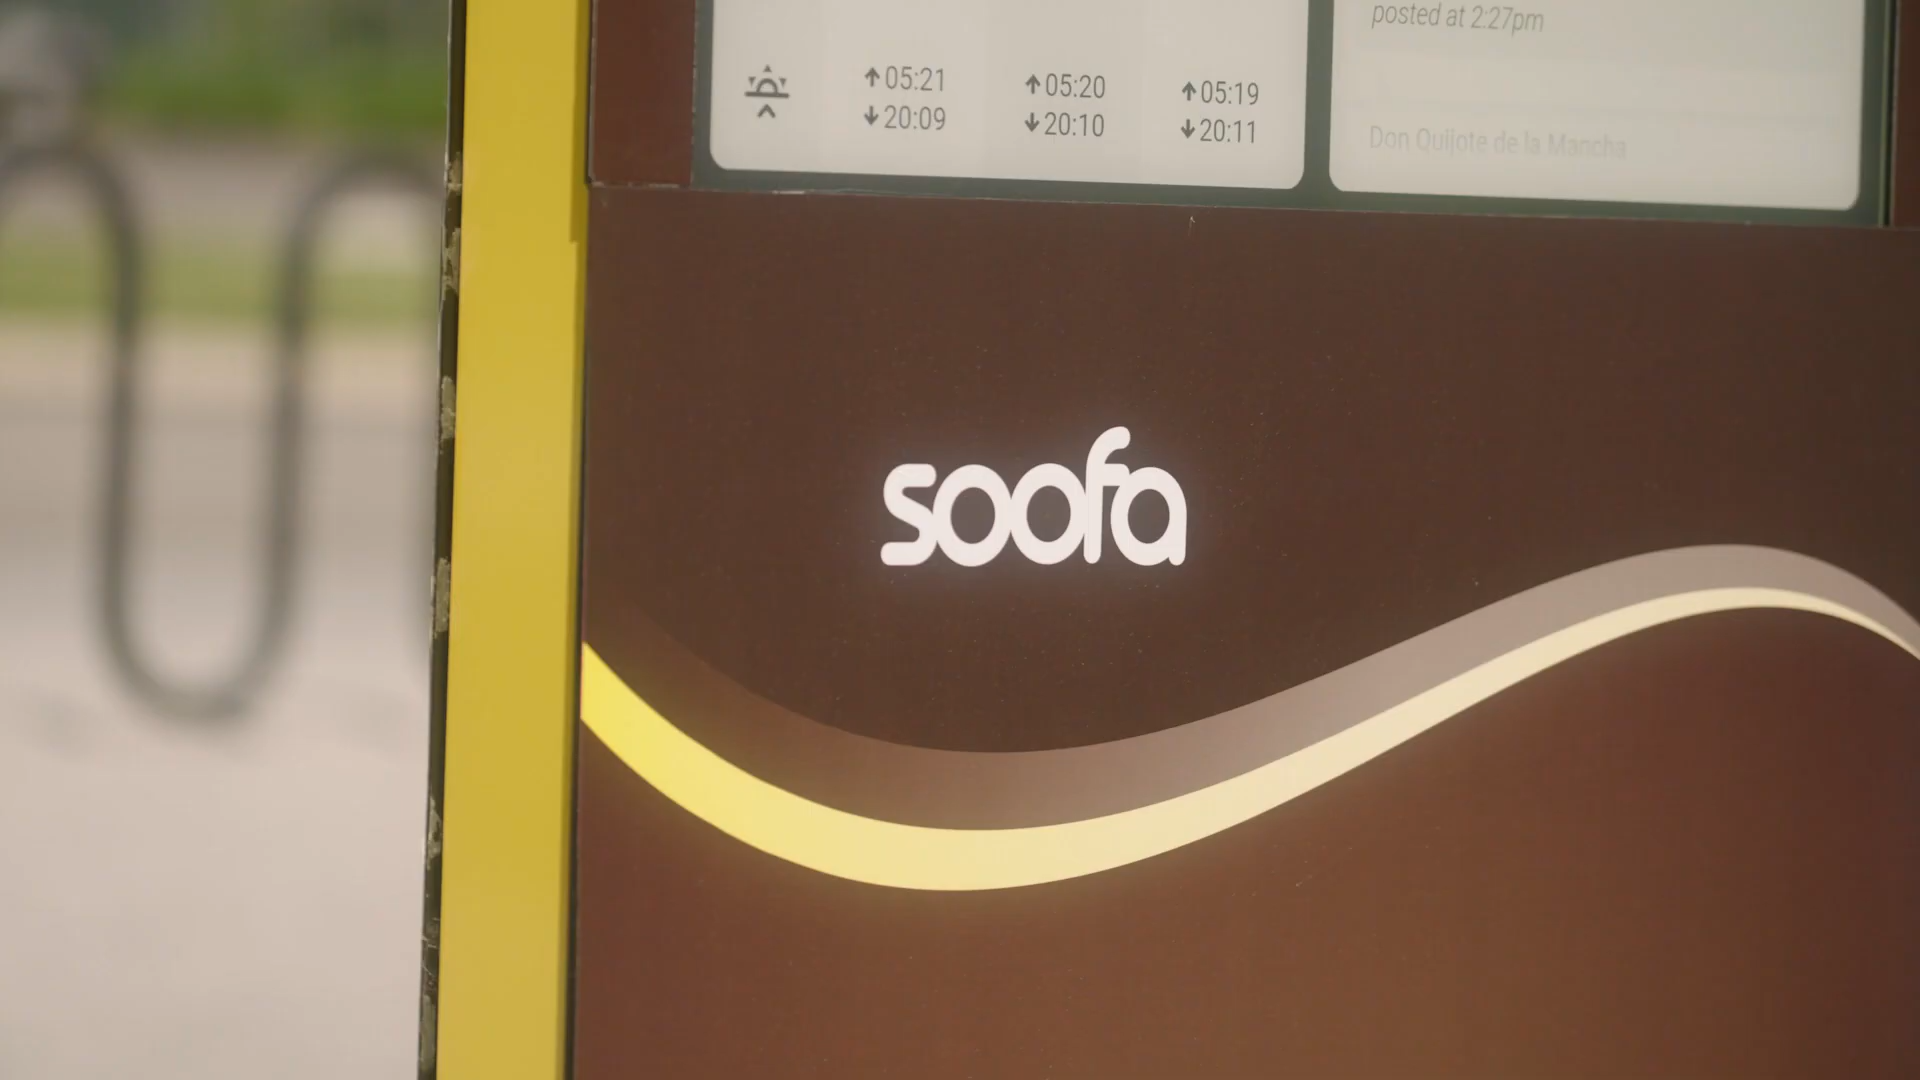 posted at 2:27pm
↑05:21 ↑05:20 ↑05:19
↓20:09 ↓20:10 ↓20:11
Don Quijote de la Mancha
soofa